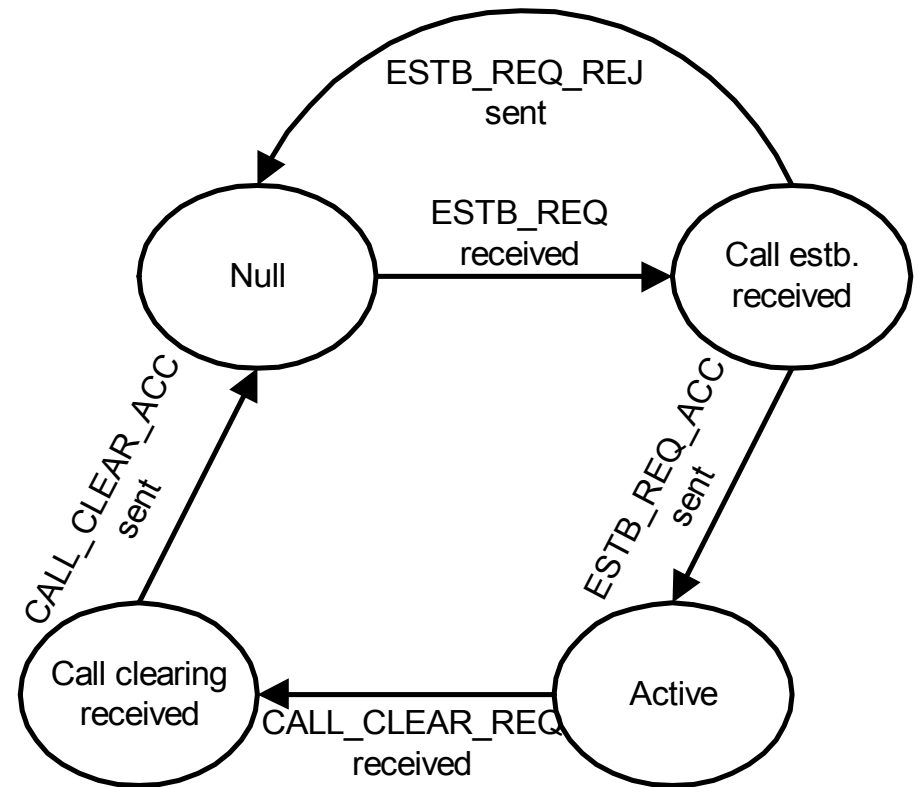 ESTB_REQ_REJ
sent
ESTB_REQ
received
Null
Call estb.
received
CALL_CLEAR_ACC
sent
ESTB_REQ_ACC
sent
Call clearing
received
CALL_CLEAR_REQ
received
Active